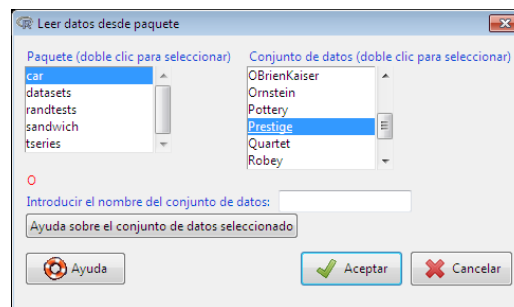 Leer datos desde paquete
Paquete (doble clic para seleccionar)
Conjunto de datos (doble clic para seleccionar)
car
datasets
randtests
sandwich
tseries
OBrienKaiser
Ornstein
Pottery
Prestige
Quartet
Robey
O
Introducir el nombre del conjunto de datos:
Ayuda sobre el conjunto de datos seleccionado
Ayuda
Aceptar
Cancelar